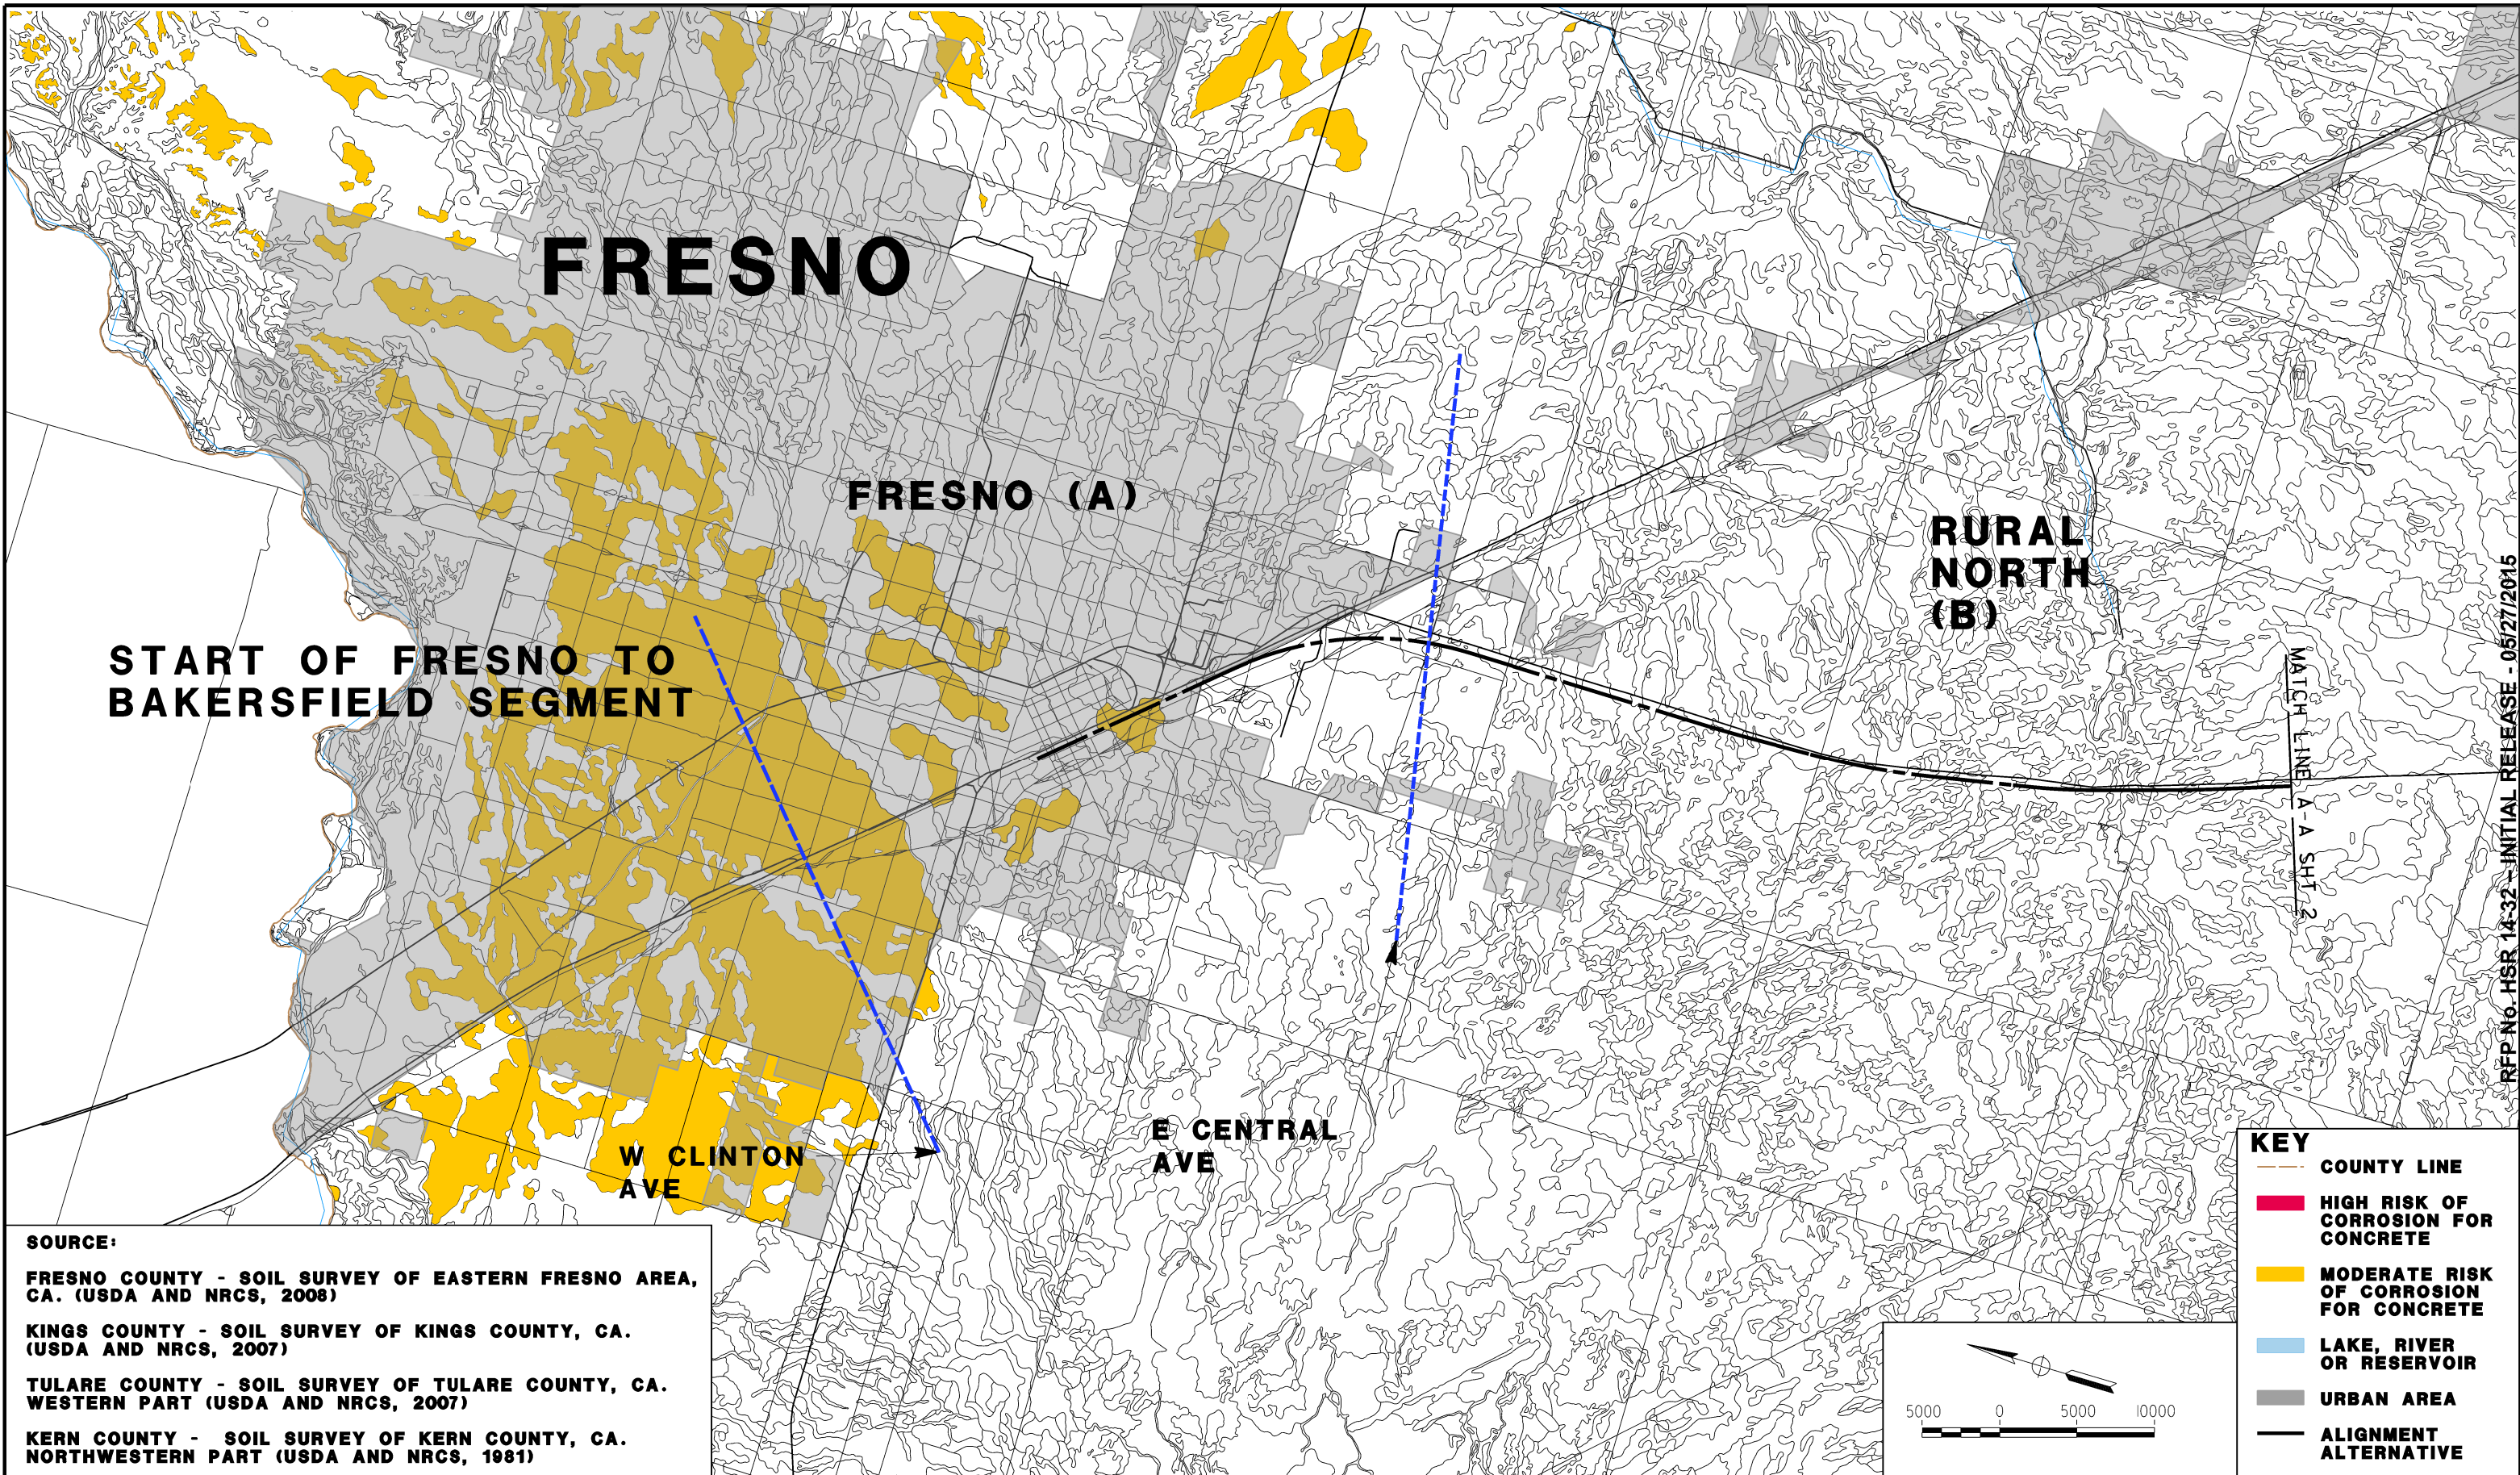 FRESNO
FRESNO (A)
START OF FRESNO TO
BAKERSFIELD SEGMENT
RURAL
NORTH
(B)
MATCH LINE A-A SHT 2
RFP No. HSR 14-32 - INITIAL RELEASE - 05/27/2015
W CLINTON
AVE
E CENTRAL
AVE
SOURCE:
FRESNO COUNTY - SOIL SURVEY OF EASTERN FRESNO AREA,
CA. (USDA AND NRCS, 2008)
KINGS COUNTY - SOIL SURVEY OF KINGS COUNTY, CA.
(USDA AND NRCS, 2007)
TULARE COUNTY - SOIL SURVEY OF TULARE COUNTY, CA.
WESTERN PART (USDA AND NRCS, 2007)
KERN COUNTY - SOIL SURVEY OF KERN COUNTY, CA.
NORTHWESTERN PART (USDA AND NRCS, 1981)
5000 0 5000 10000
KEY
COUNTY LINE
HIGH RISK OF
CORROSION FOR
CONCRETE
MODERATE RISK
OF CORROSION
FOR CONCRETE
LAKE, RIVER
OR RESERVOIR
URBAN AREA
ALIGNMENT
ALTERNATIVE